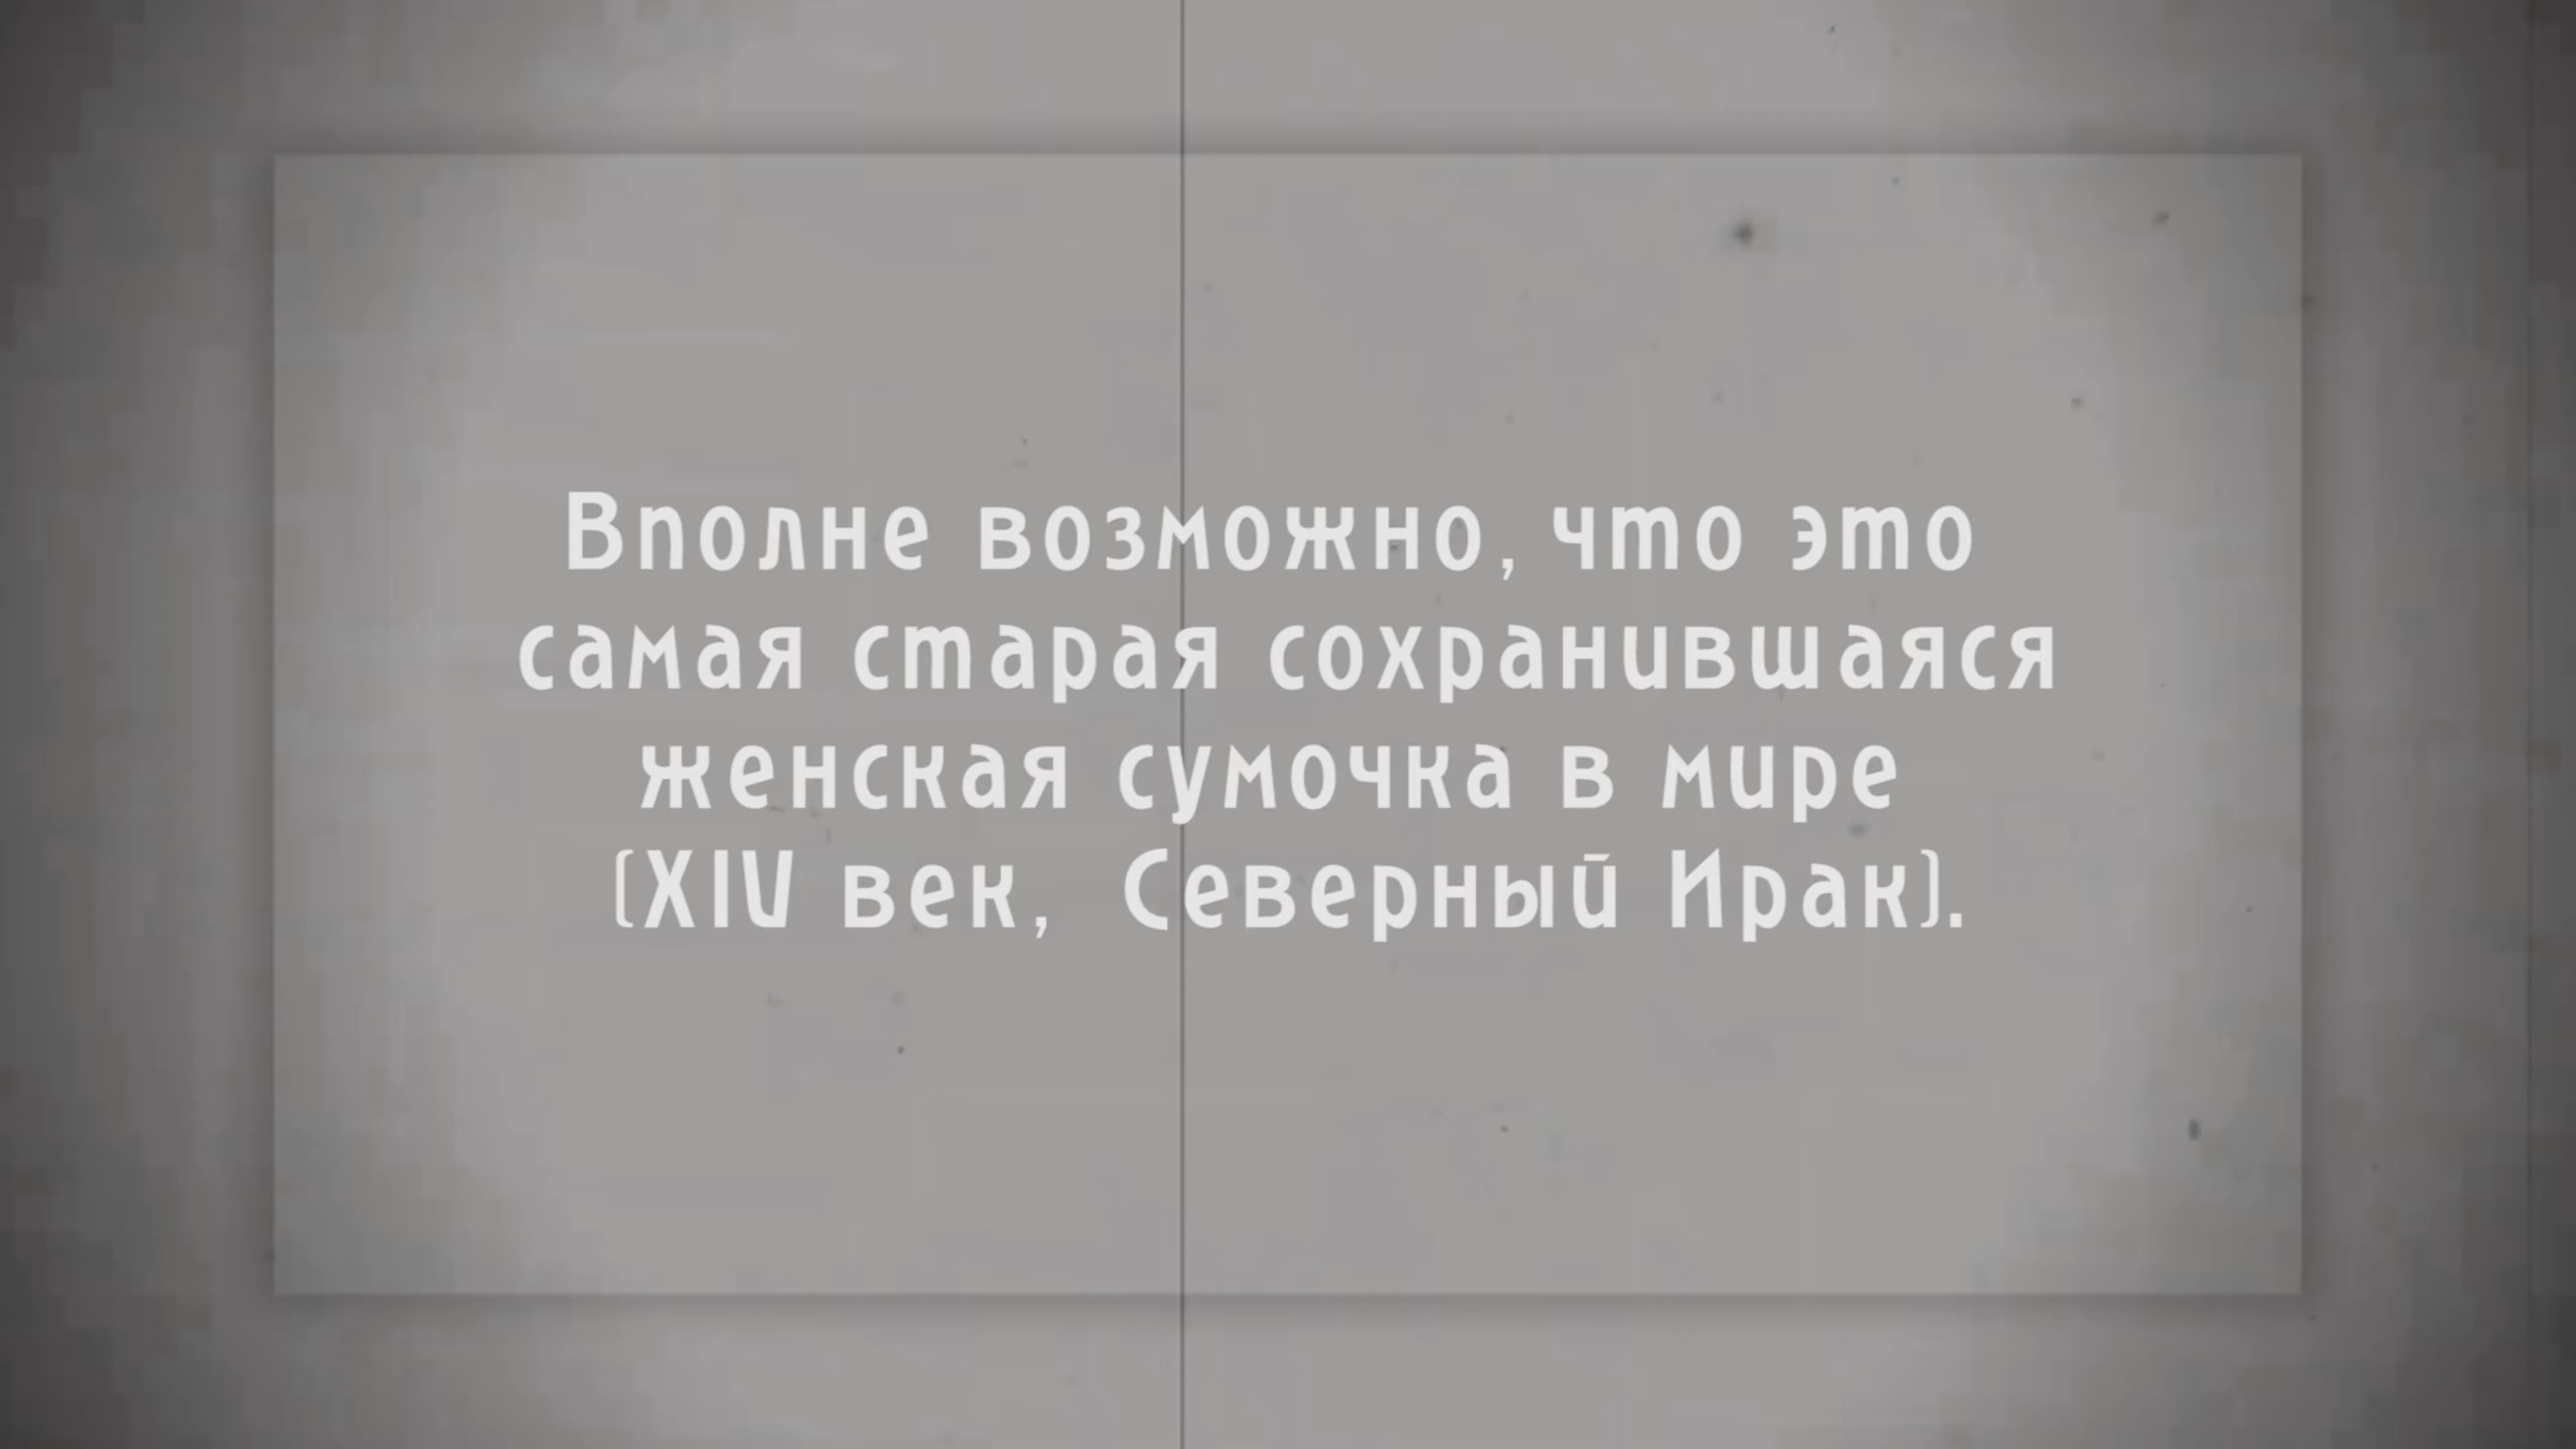 Вполне возможно, что это
самая старая сохранившаяся
женская сумочка в мире
(XIV век, Северный Ирак).